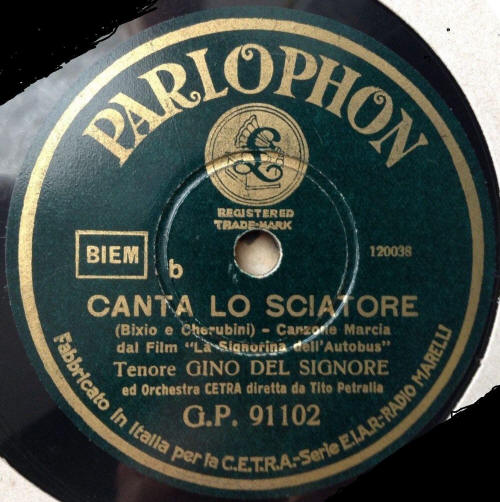 PARLOPHON
£
REGISTERED
TRADE-MARK
BIEM
b
120038
CANTA LO SCIATORE
(Bixio e Cherubini) - Canzone Marcia
dal Film "La Signorina dell'Autobus"
Tenore GINO DEL SIGNORE
ed Orchestra CETRA diretta da Tito Petralia
G.P. 91102
Fabbricato in Italia per la C.E.T.R.A.-Serie E.I.A.R-RADIO MARELLI